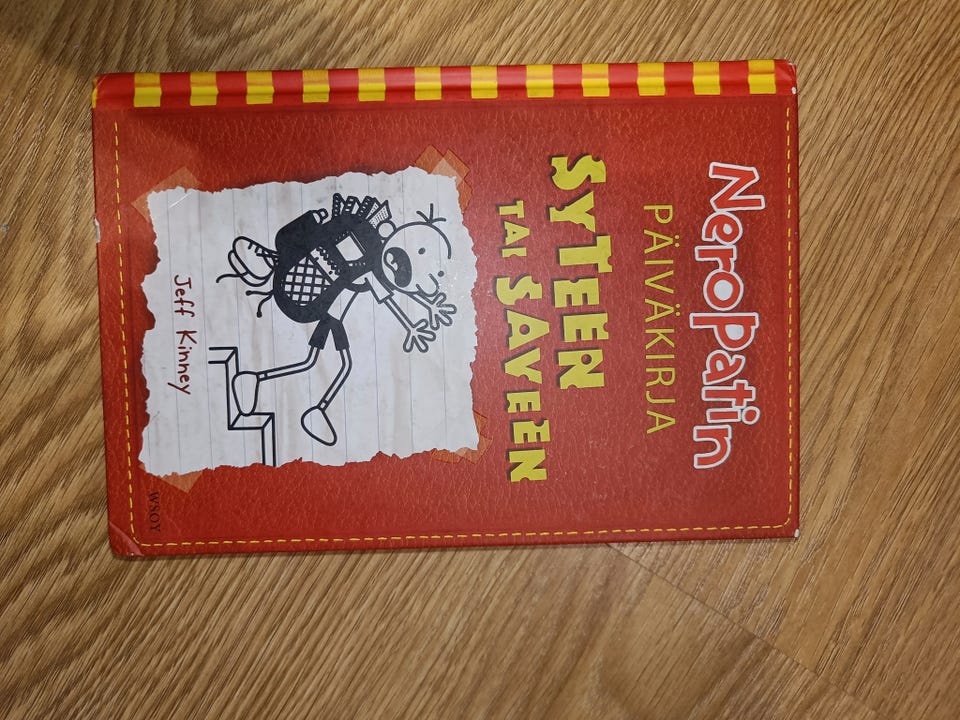 Neropatin
PÄIVÄKIRJA
SYTEEN
TAI SAVEEN
Jeff Kinney
WSOY